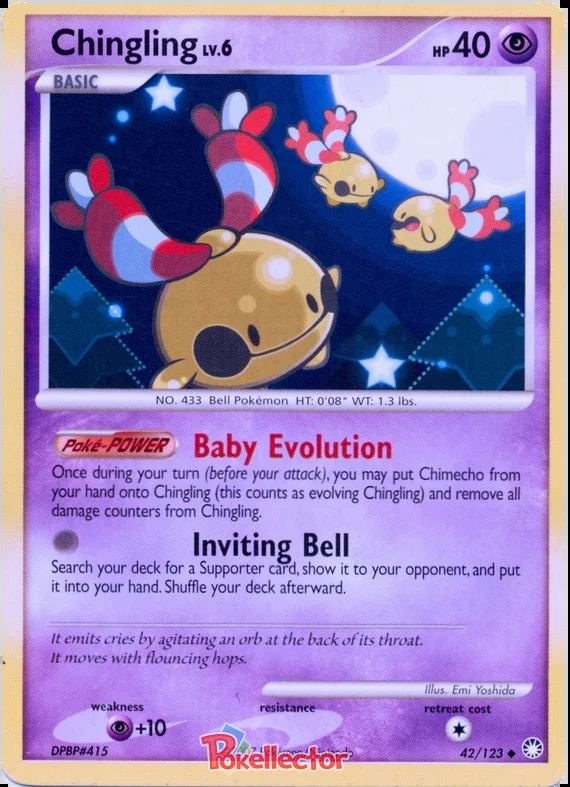 Chingling LV.6 HP 40
BASIC
NO. 433 Bell Pokémon HT: 0'08" WT: 1.3 lbs.
Poké-POWER Baby Evolution
Once during your turn (before your attack), you may put Chimecho from
your hand onto Chingling (this counts as evolving Chingling) and remove all
damage counters from Chingling.
Inviting Bell
Search your deck for a Supporter card, show it to your opponent, and put
it into your hand. Shuffle your deck afterward.
It emits cries by agitating an orb at the back of its throat.
It moves with flouncing hops.
Illus. Emi Yoshida
weakness resistance retreat cost
+10
DPBP#415 42/123
Pokellector